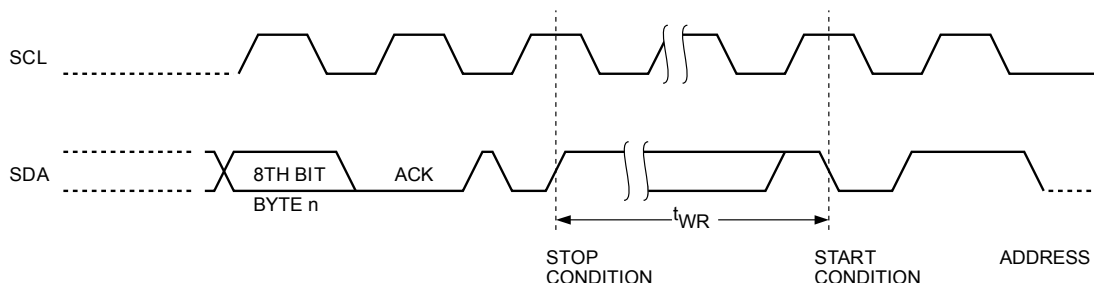 SCL
SDA
8TH BIT
ACK
BYTE n
tWR
STOP
CONDITION
START
CONDITION
ADDRESS